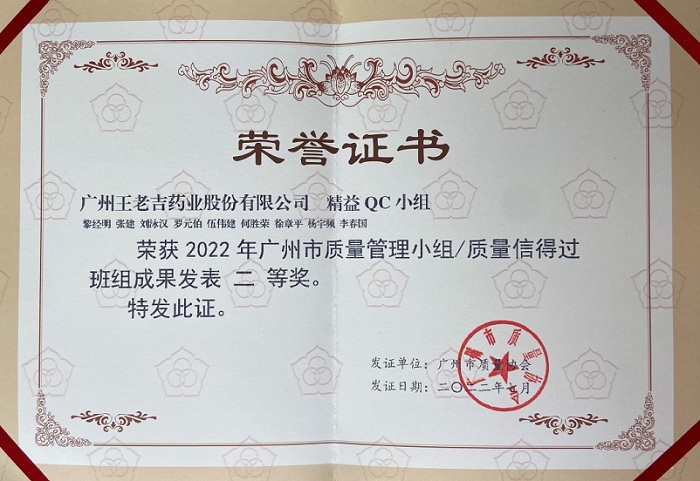 荣誉证书
广州王老吉药业股份有限公司 精益QC小组
黎经明 张建 刘泳汉 罗元伯 伍伟建 何胜荣 徐章平 杨宇频 李春国
荣获 2022 年广州市质量管理小组/质量信得过
班组成果发表 二 等奖。
特发此证。
发证单位：广州市质量协会
发证日期：二〇二二年七月